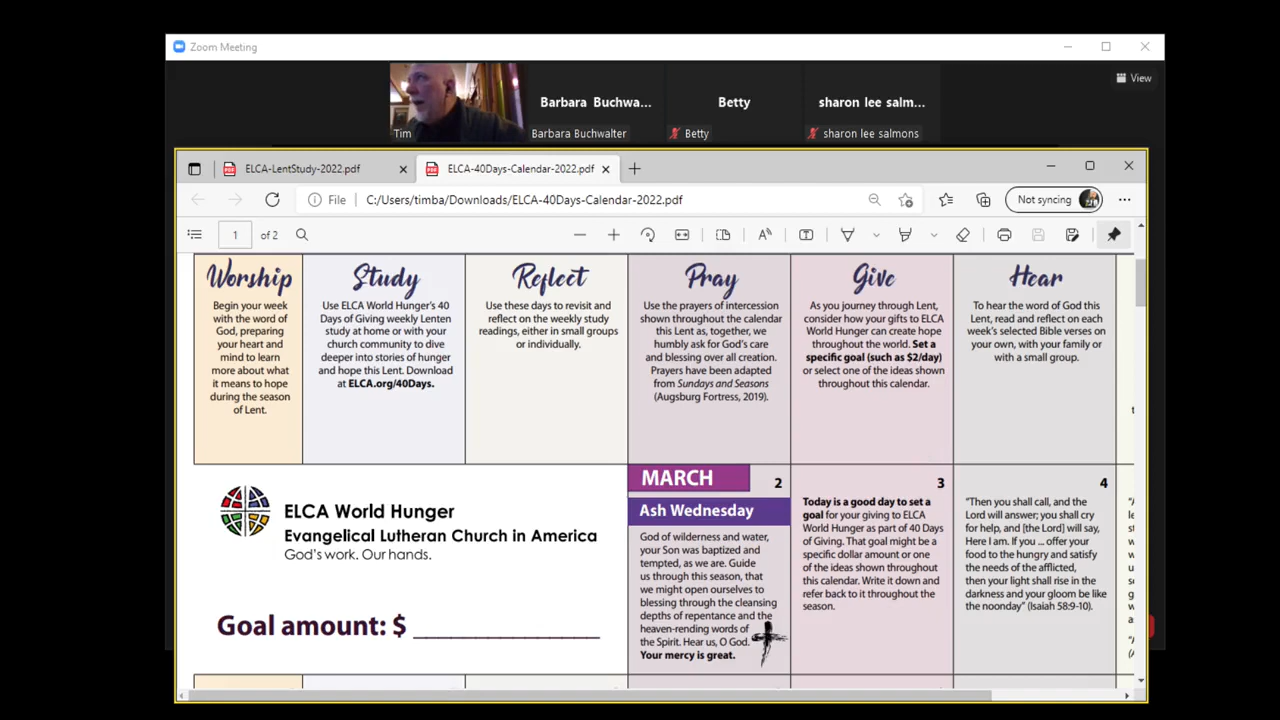 Zoom Meeting
View
Barbara Buchwa...
Betty
sharon lee salm...
Tim
Barbara Buchwalter
Betty
sharon lee salmons
ELCA-LentStudy-2022.pdf
ELCA-40Days-Calendar-2022.pdf
File
C:/Users/timba/Downloads/ELCA-40Days-Calendar-2022.pdf
Not syncing
1
of 2
Worship
Begin your week
with the word of
God, preparing
your heart and
mind to learn
more about what
it means to hope
during the season
of Lent.
Study
Use ELCA World Hunger's 40
Days of Giving weekly Lenten
study at home or with your
church community to dive
deeper into stories of hunger
and hope this Lent. Download
at ELCA.org/40Days.
Reflect
Use these days to revisit and
reflect on the weekly study
readings, either in small groups
or individually.
Pray
Use the prayers of intercession
shown throughout the calendar
this Lent as, together, we
humbly ask for God's care
and blessing over all creation.
Prayers have been adapted
from Sundays and Seasons
(Augsburg Fortress, 2019).
Give
As you journey through Lent,
consider how your gifts to ELCA
World Hunger can create hope
throughout the world. Set a
specific goal (such as $2/day)
or select one of the ideas shown
throughout this calendar.
Hear
To hear the word of God this
Lent, read and reflect on each
week's selected Bible verses on
your own, with your family or
with a small group.
ELCA World Hunger
Evangelical Lutheran Church in America
God's work. Our hands.
Goal amount: $ _______________
MARCH
2
Ash Wednesday
God of wilderness and water,
your Son was baptized and
tempted, as we are. Guide
us through this season, that
we might open ourselves to
blessing through the cleansing
depths of repentance and the
heaven-rending words of
the Spirit. Hear us, O God.
Your mercy is great.
3
Today is a good day to set a
goal for your giving to ELCA
World Hunger as part of 40 Days
of Giving. That goal might be a
specific dollar amount or one
of the ideas shown throughout
this calendar. Write it down and
refer back to it throughout the
season.
4
"Then you shall call, and the
Lord will answer; you shall cry
for help, and [the Lord] will say,
Here I am. If you ... offer your
food to the hungry and satisfy
the needs of the afflicted,
then your light shall rise in the
darkness and your gloom be like
the noonday" (Isaiah 58:9-10).